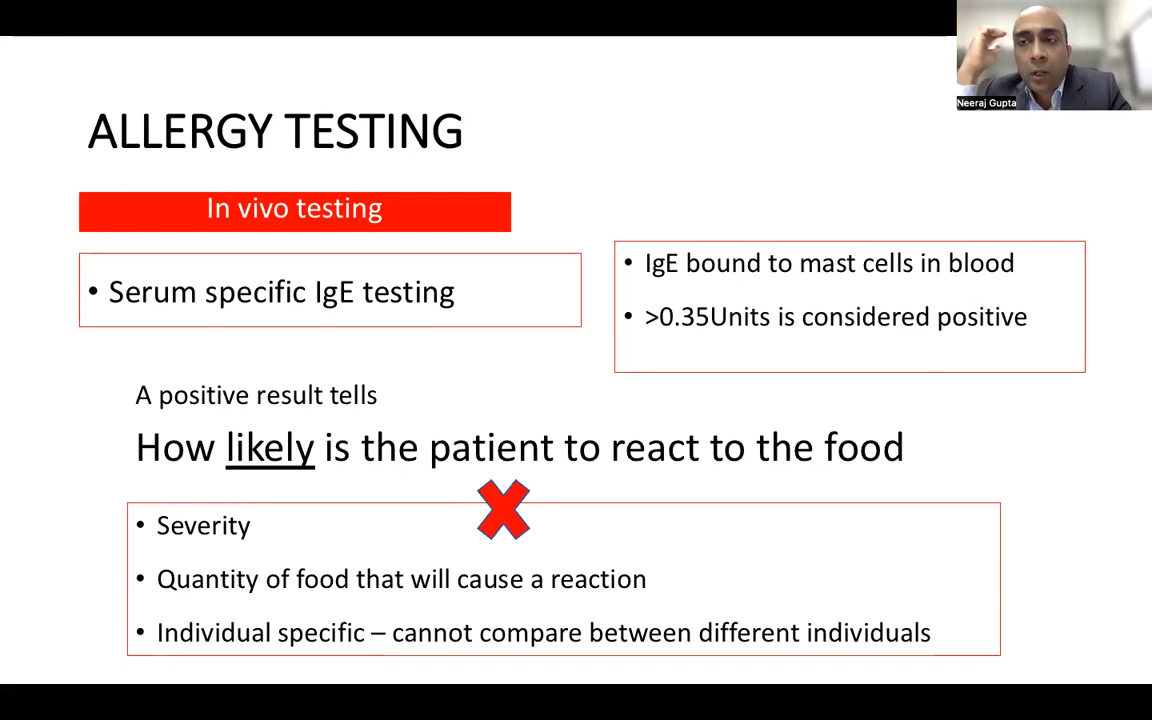 Neeraj Gupta
ALLERGY TESTING
In vivo testing
• Serum specific IgE testing
• IgE bound to mast cells in blood
• >0.35Units is considered positive
A positive result tells
How likely is the patient to react to the food
• Severity
• Quantity of food that will cause a reaction
• Individual specific – cannot compare between different individuals